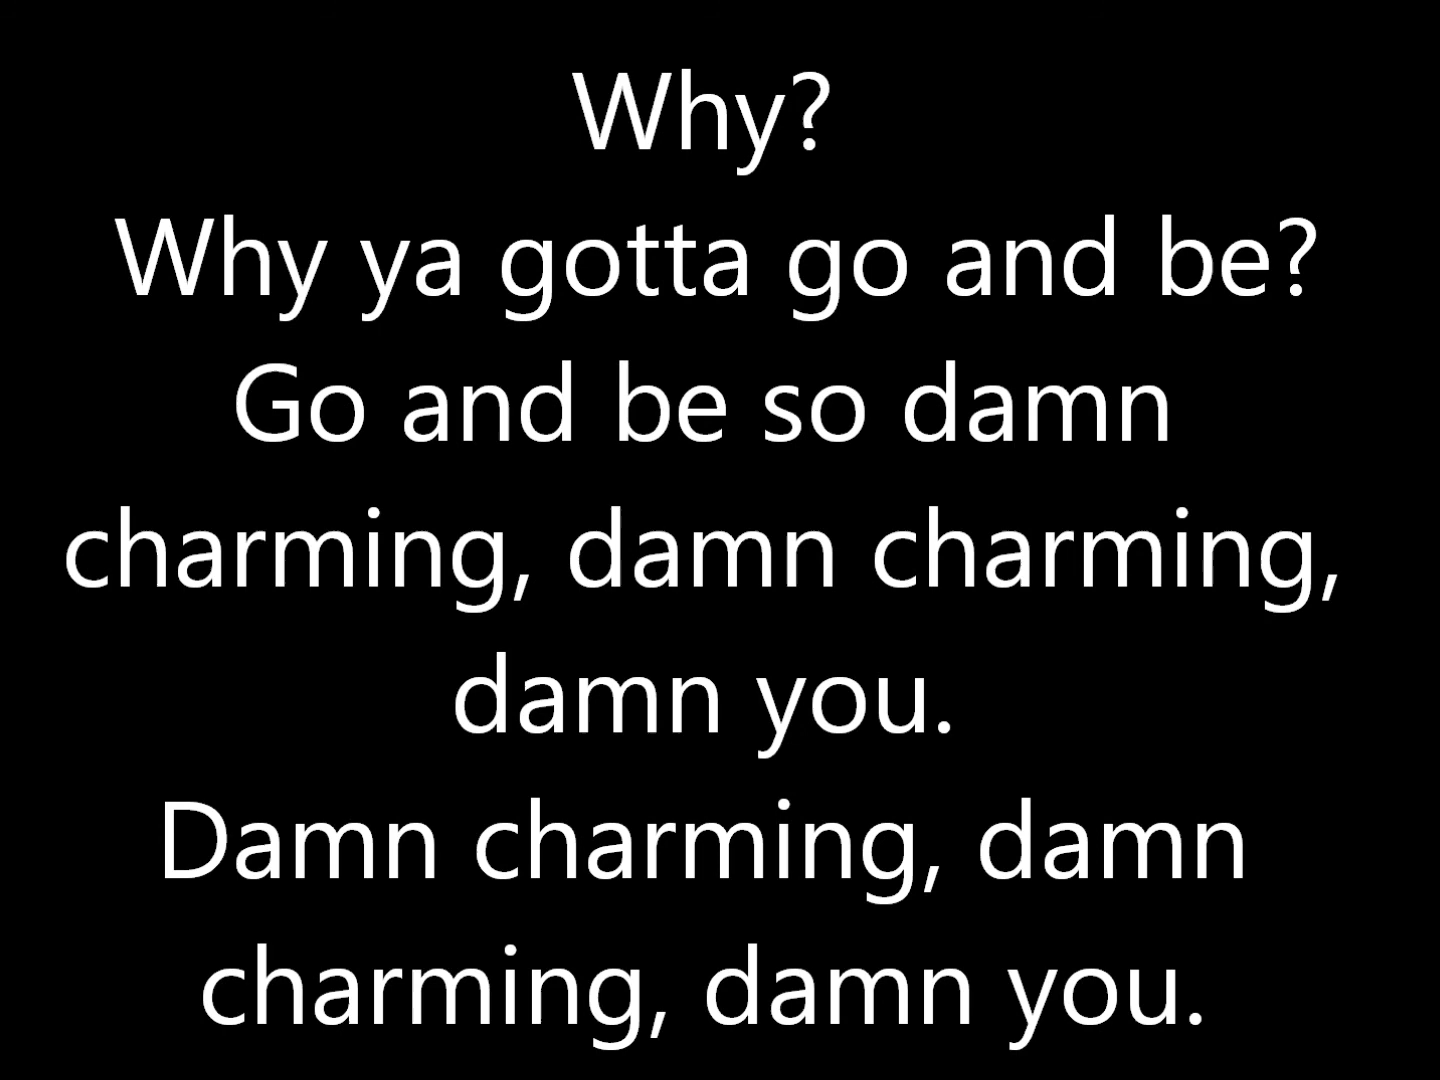 Why?
Why ya gotta go and be?
Go and be so damn
charming, damn charming,
damn you.
Damn charming, damn
charming, damn you.